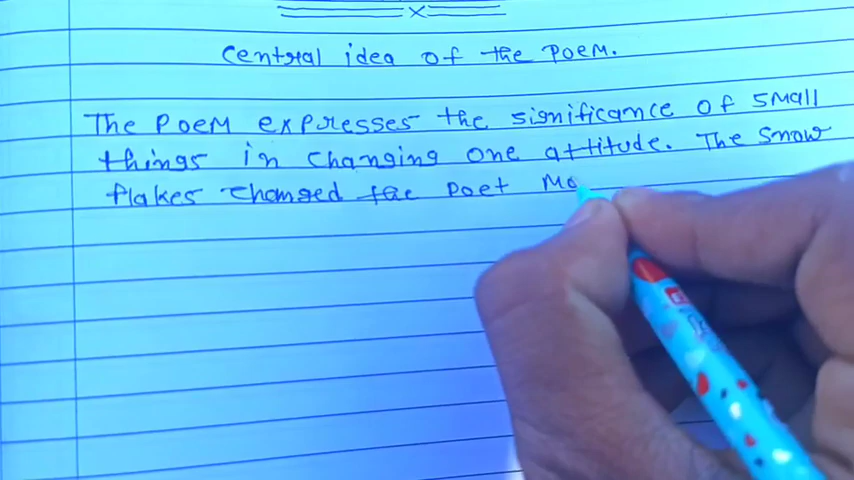 Central idea of the Poem.
The Poem expresses the significance of small
things in changing one attitude. The snow
flakes changed the Poet Mo